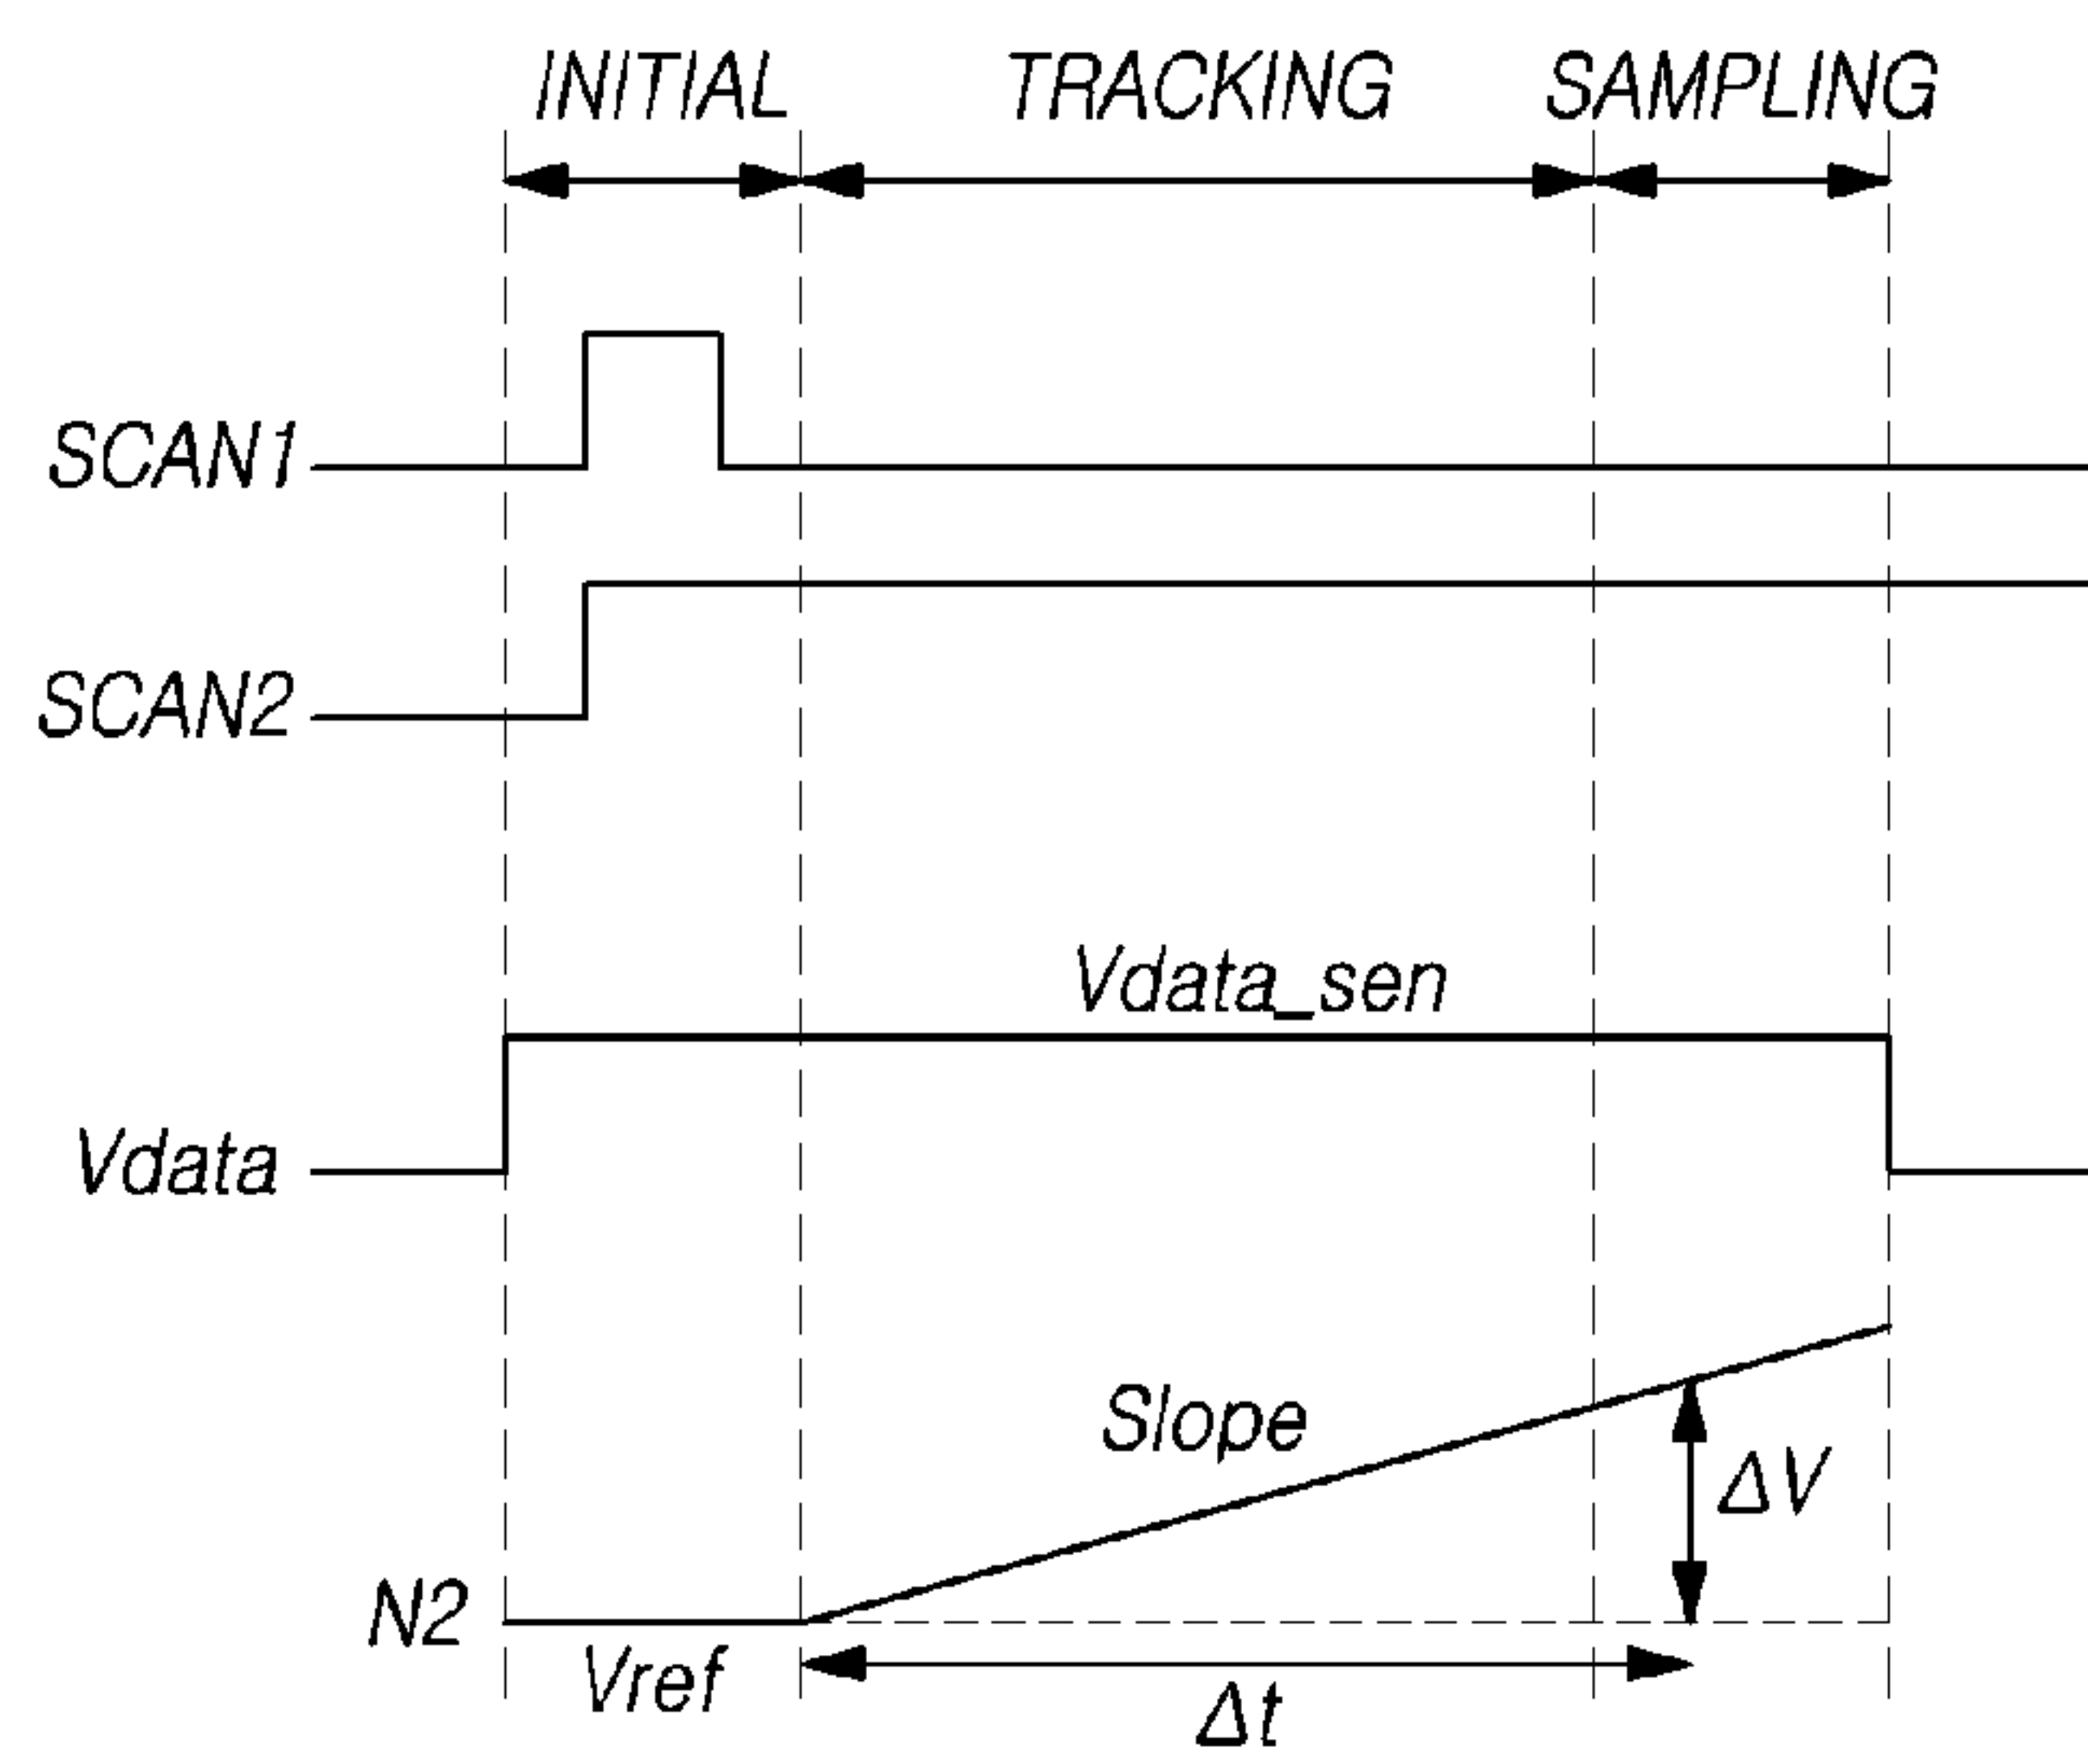 INITIAL TRACKING SAMPLING
SCAN1
SCAN2
Vdata_sen
Vdata
Slope
ΔV
N2
Vref
Δt